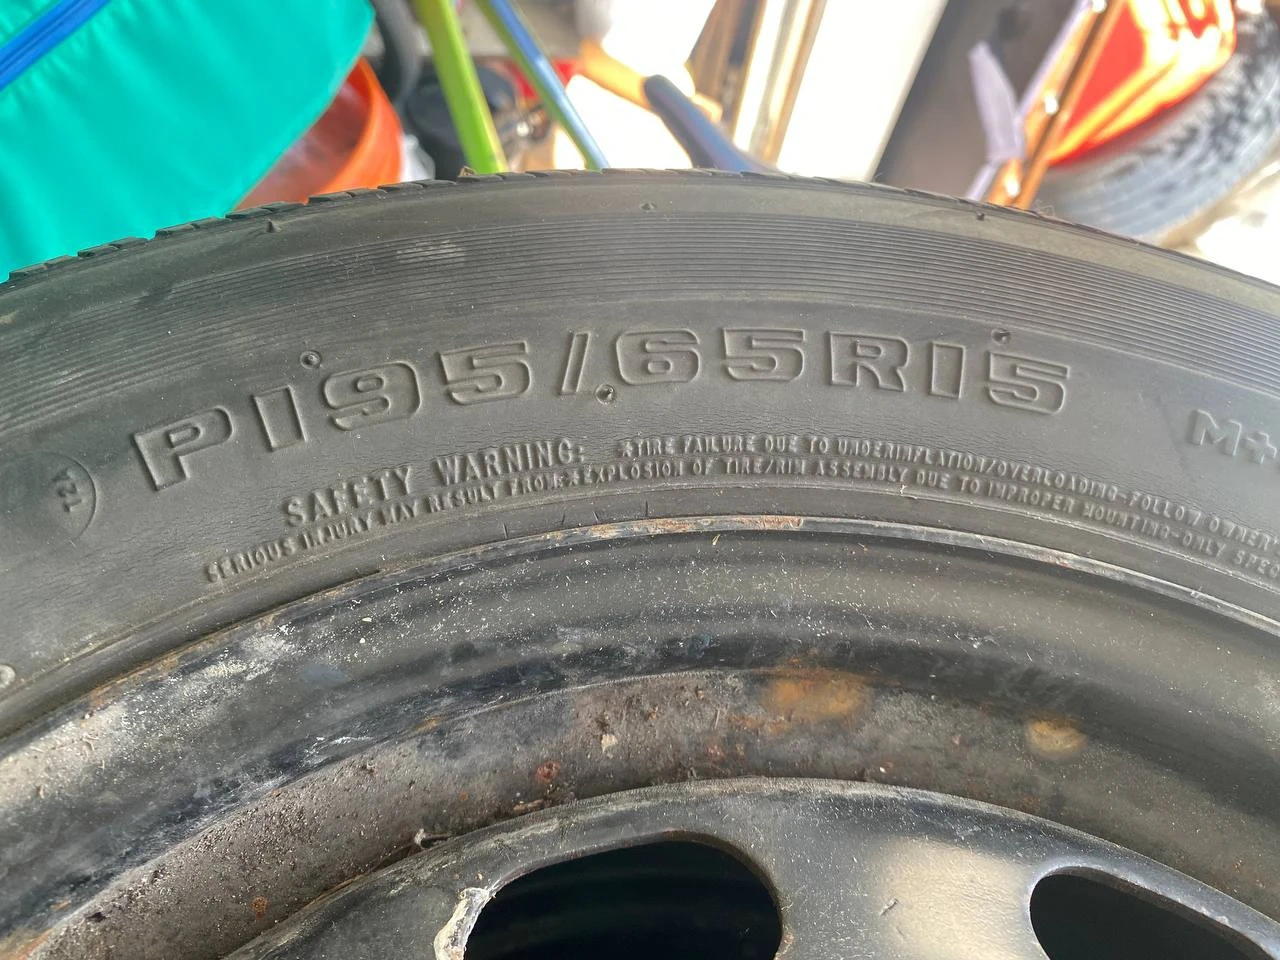 P195/65R15
M+
SAFETY WARNING:
SERIOUS INJURY MAY RESULT FROM:
*TIRE FAILURE DUE TO UNDERINFLATION/OVERLOADING-FOLLOW OWNER'S
*EXPLOSION OF TIRE/RIM ASSEMBLY DUE TO IMPROPER MOUNTING-ONLY SPEC